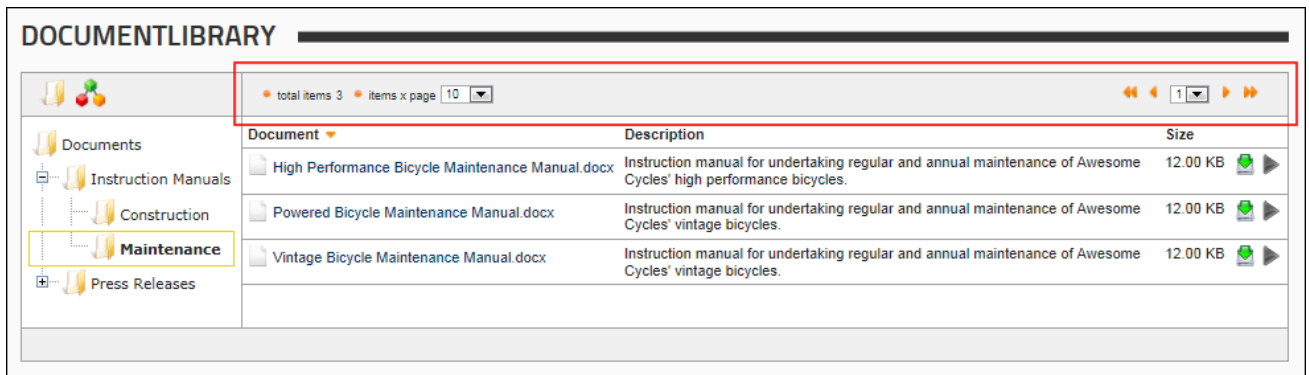 DOCUMENTLIBRARY
total items 3 items x page 10 1
Document Description Size
Documents
Instruction Manuals
Construction
Maintenance
Press Releases
High Performance Bicycle Maintenance Manual.docx
Instruction manual for undertaking regular and annual maintenance of Awesome
Cycles' high performance bicycles.
12.00 KB
Powered Bicycle Maintenance Manual.docx
Instruction manual for undertaking regular and annual maintenance of Awesome
Cycles' vintage bicycles.
12.00 KB
Vintage Bicycle Maintenance Manual.docx
Instruction manual for undertaking regular and annual maintenance of Awesome
Cycles' vintage bicycles.
12.00 KB